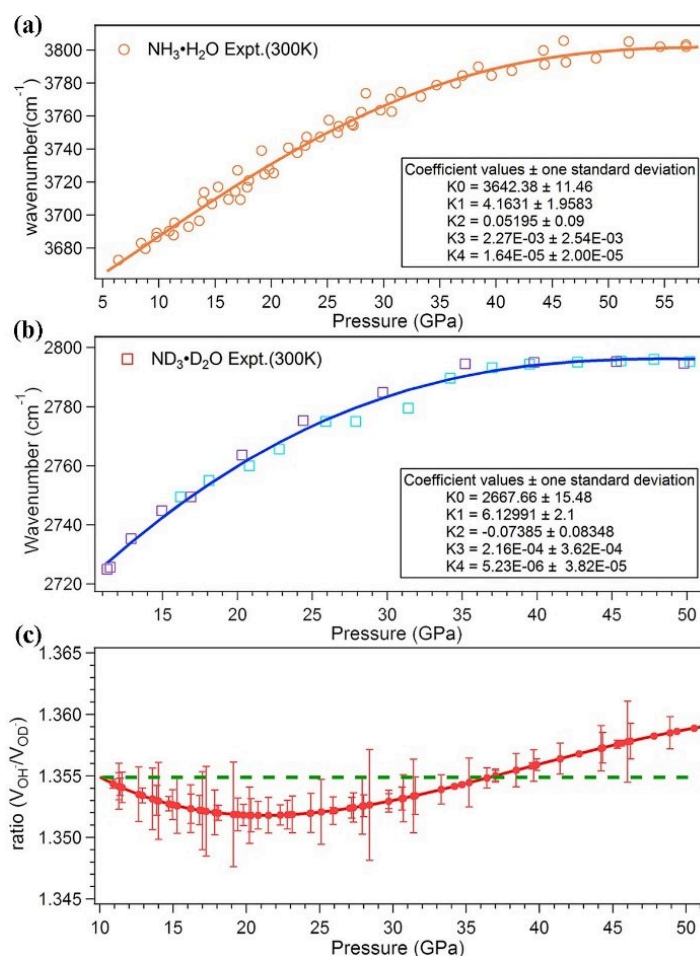 (a)
NH3•H2O Expt.(300K)
wavenumber(cm-1)
3800
3760
3720
3680
Coefficient values ± one standard deviation
K0 = 3642.38 ± 11.46
K1 = 4.1631 ± 1.9583
K2 = 0.05195 ± 0.09
K3 = 2.27E-03 ± 2.54E-03
K4 = 1.64E-05 ± 2.00E-05
5 10 15 20 25 30 35 40 45 50 55
Pressure (GPa)
(b)
ND3•D2O Expt.(300K)
Wavenumber (cm-1)
2800
2780
2760
2740
2720
Coefficient values ± one standard deviation
K0 = 2667.66 ± 15.48
K1 = 6.12991 ± 2.1
K2 = -0.07385 ± 0.08348
K3 = 2.16E-04 ± 3.62E-04
K4 = 5.23E-06 ± 3.82E-05
15 20 25 30 35 40 45 50
Pressure (GPa)
(c)
ratio (VOH-/VOD-)
1.365
1.360
1.355
1.350
1.345
10 15 20 25 30 35 40 45 50
Pressure (GPa)